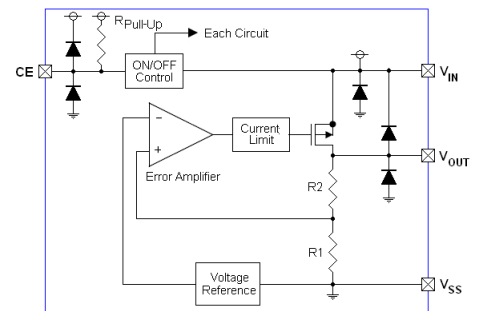 RPull-Up
Each Circuit
CE
ON/OFF
Control
VIN
−
+
Error Amplifier
Current
Limit
VOUT
R2
R1
Voltage
Reference
VSS